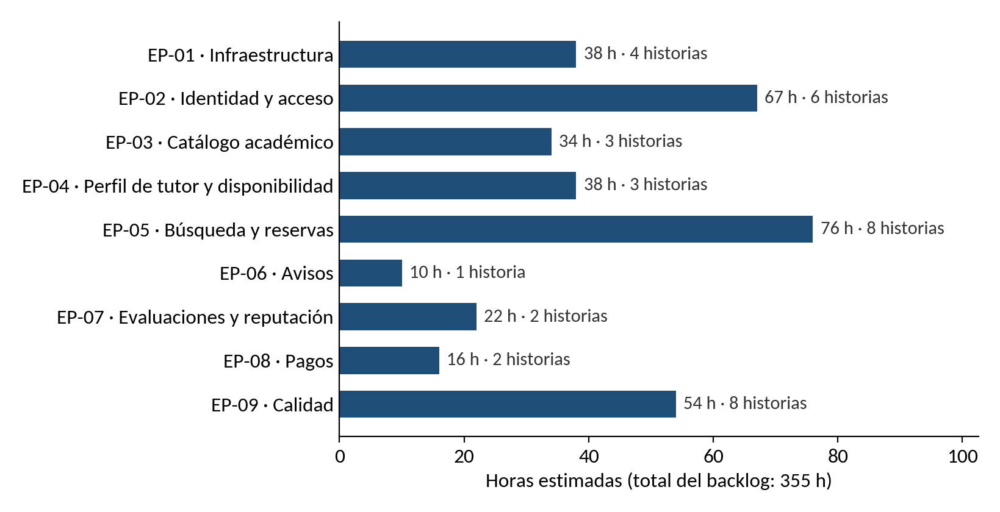 EP-01 · Infraestructura 38 h · 4 historias
EP-02 · Identidad y acceso 67 h · 6 historias
EP-03 · Catálogo académico 34 h · 3 historias
EP-04 · Perfil de tutor y disponibilidad 38 h · 3 historias
EP-05 · Búsqueda y reservas 76 h · 8 historias
EP-06 · Avisos 10 h · 1 historia
EP-07 · Evaluaciones y reputación 22 h · 2 historias
EP-08 · Pagos 16 h · 2 historias
EP-09 · Calidad 54 h · 8 historias
0 20 40 60 80 100
Horas estimadas (total del backlog: 355 h)